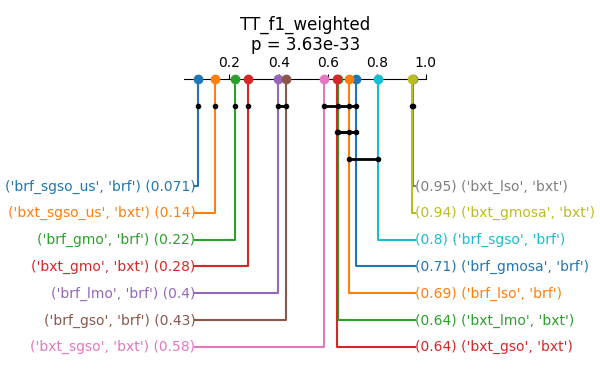 TT_f1_weighted
p = 3.63e-33
0.2 0.4 0.6 0.8 1.0
('brf_sgso_us', 'brf') (0.071) (0.95) ('bxt_lso', 'bxt')
('bxt_sgso_us', 'bxt') (0.14) (0.94) ('bxt_gmosa', 'bxt')
('brf_gmo', 'brf') (0.22) (0.8) ('brf_sgso', 'brf')
('bxt_gmo', 'bxt') (0.28) (0.71) ('brf_gmosa', 'brf')
('brf_lmo', 'brf') (0.4) (0.69) ('brf_lso', 'brf')
('brf_gso', 'brf') (0.43) (0.64) ('bxt_lmo', 'bxt')
('bxt_sgso', 'bxt') (0.58) (0.64) ('bxt_gso', 'bxt')